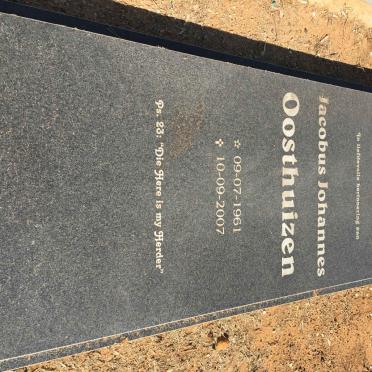 In liefdevolle herinnering aan
Jacobus Johannes
Oosthuizen
☆ 09-07-1961
✞ 10-09-2007
Ps. 23: "Die Here is my Herder"